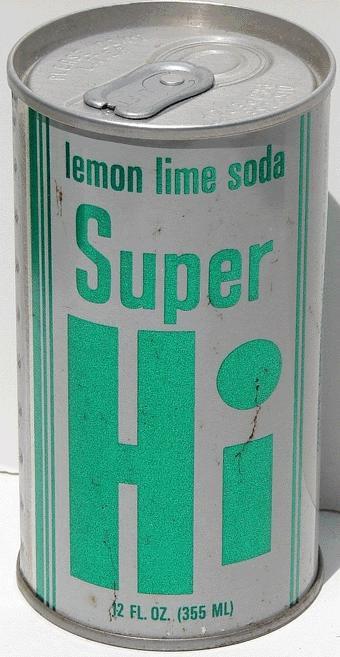 lemon lime soda
Super
Hi
12 FL. OZ. (355 ML)